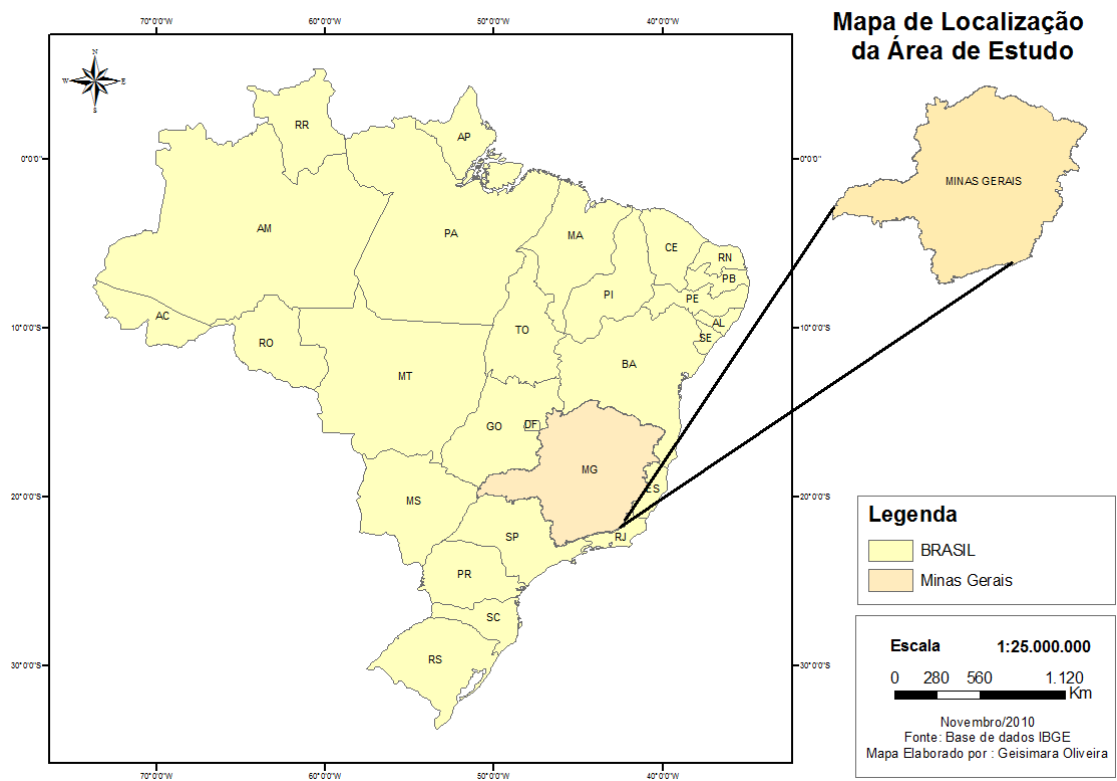 Mapa de Localização
da Área de Estudo
70°0'0"W
60°0'0"W
50°0'0"W
40°0'0"W
N
W
E
S
RR
AP
0°0'0"
0°0'0"
MINAS GERAIS
AM
PA
MA
CE
RN
PB
PI
PE
AL
SE
AC
10°0'0"S
10°0'0"S
TO
RO
BA
MT
GO
DF
MG
MS
ES
20°0'0"S
20°0'0"S
SP
RJ
PR
SC
RS
30°0'0"S
30°0'0"S
70°0'0"W
60°0'0"W
50°0'0"W
40°0'0"W
Legenda
BRASIL
Minas Gerais
Escala 1:25.000.000
0 280 560 1.120
Km
Novembro/2010
Fonte: Base de dados IBGE
Mapa Elaborado por : Geisimara Oliveira